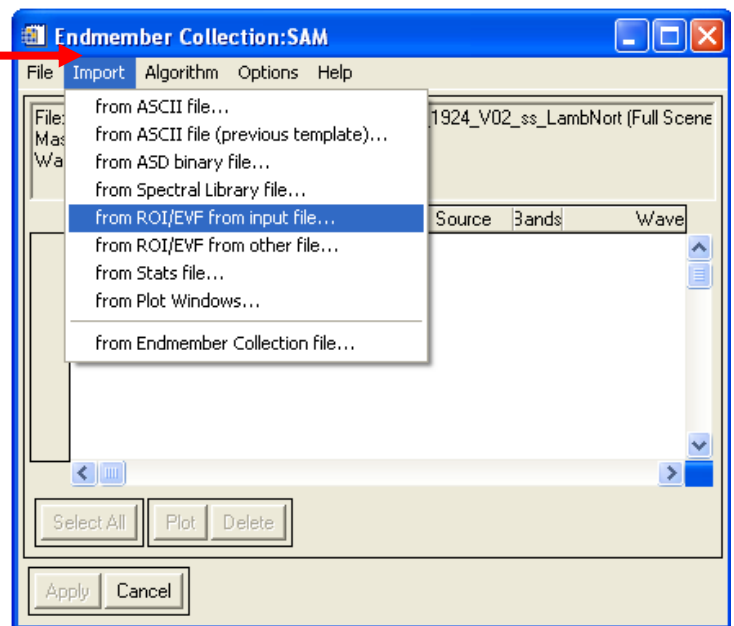 Endmember Collection:SAM
File Import Algorithm Options Help
from ASCII file...
from ASCII file (previous template)...
from ASD binary file...
from Spectral Library file...
from ROI/EVF from input file...
from ROI/EVF from other file...
from Stats file...
from Plot Windows...
from Endmember Collection file...
File: _1924_V02_ss_LambNort (Full Scene
Mas
Wa
Source Bands Wave
Select All Plot Delete
Apply Cancel